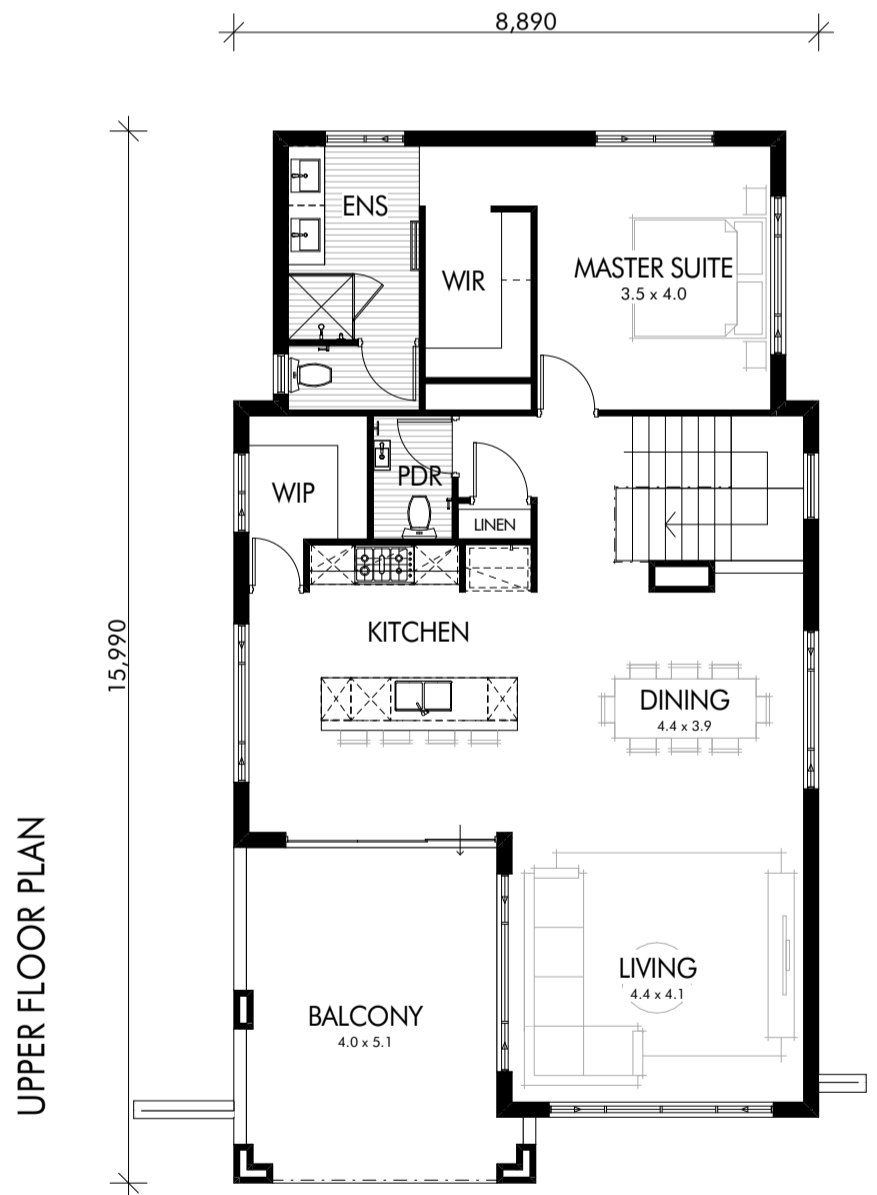 8,890
ENS
WIR
MASTER SUITE
3.5 x 4.0
WIP
PDR
LINEN
15,990
KITCHEN
DINING
4.4 x 3.9
UPPER FLOOR PLAN
LIVING
4.4 x 4.1
BALCONY
4.0 x 5.1